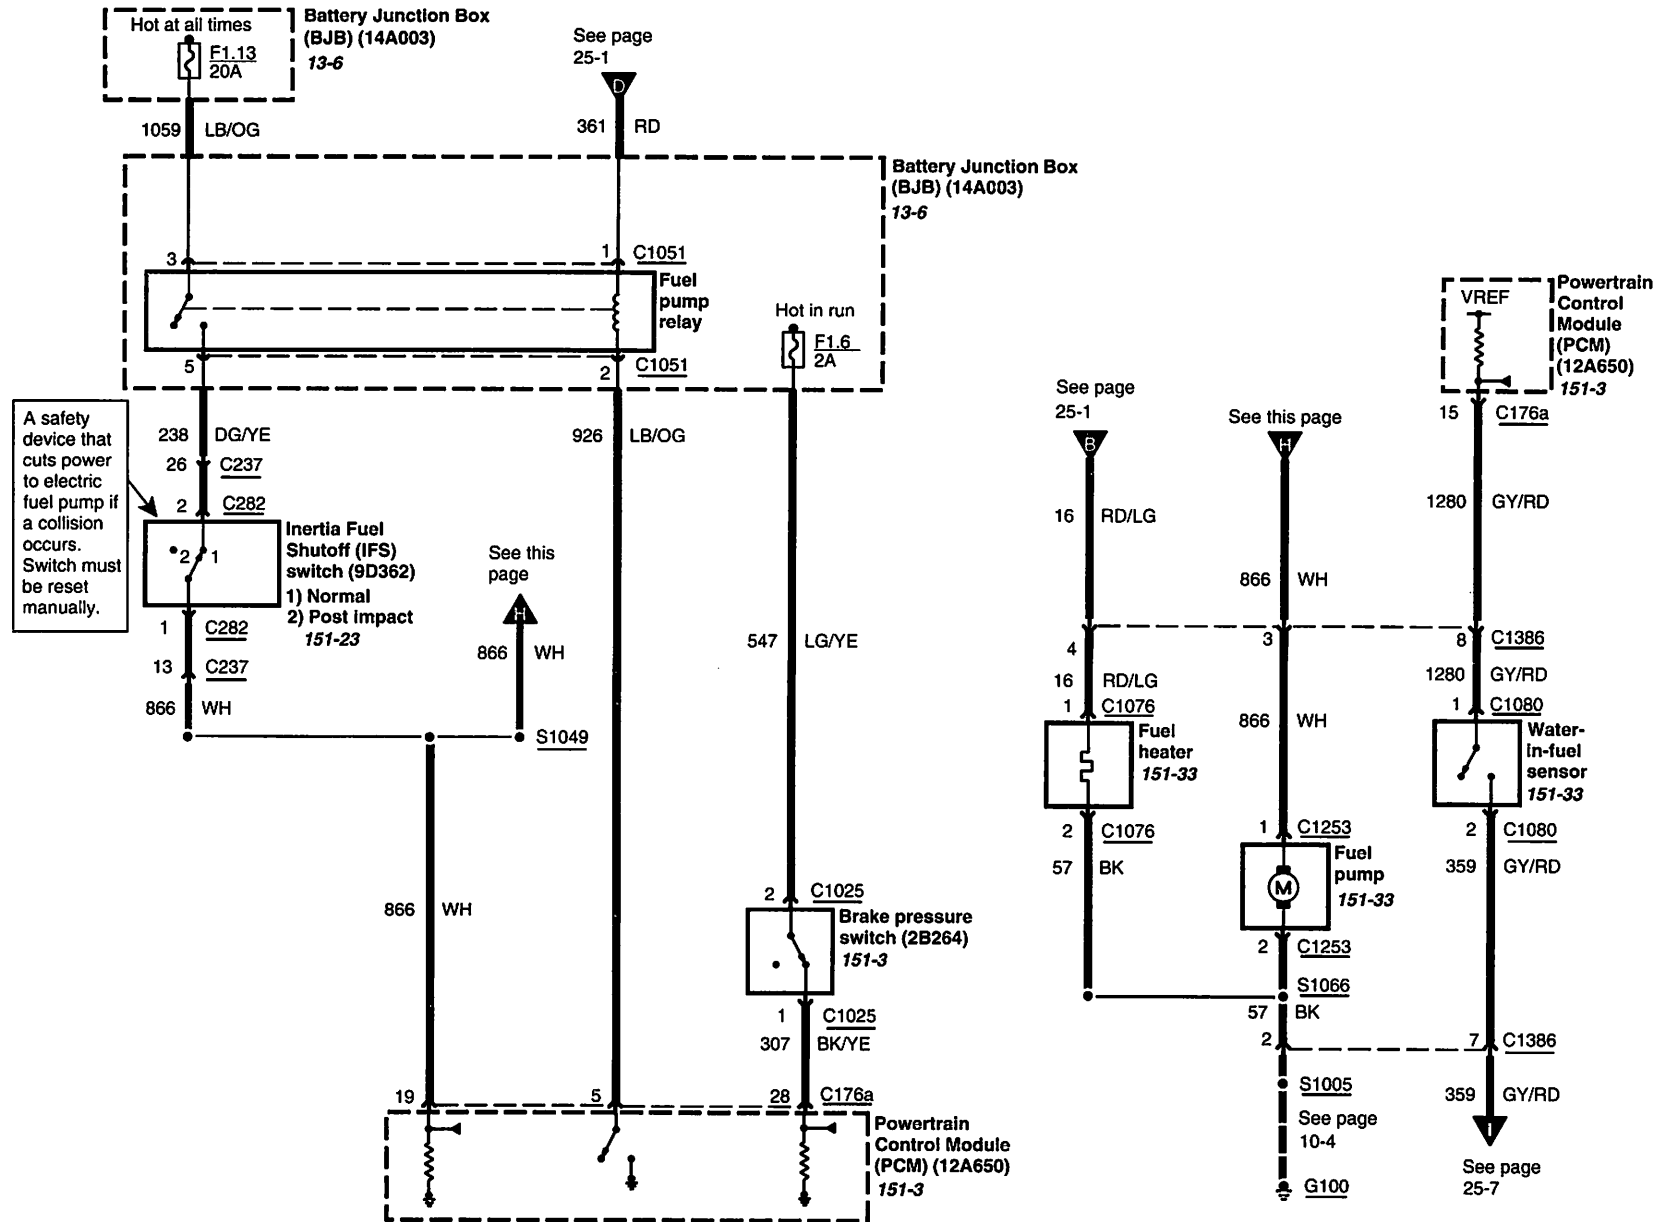 Hot at all times
F1.13
20A
Battery Junction Box
(BJB) (14A003)
13-6
See page
25-1
D
1059 LB/OG
361 RD
Battery Junction Box
(BJB) (14A003)
13-6
3
1 C1051
Fuel
pump
relay
5
2 C1051
Hot in run
F1.6
2A
VREF
Powertrain
Control
Module
(PCM)
(12A650)
151-3
15 C176a
A safety
device that
cuts power
to electric
fuel pump if
a collision
occurs.
Switch must
be reset
manually.
238 DG/YE
26 C237
2 C282
2 1
Inertia Fuel
Shutoff (IFS)
switch (9D362)
1) Normal
2) Post impact
151-23
1 C282
13 C237
866 WH
See this
page
H
866 WH
S1049
866 WH
926 LB/OG
547 LG/YE
2 C1025
Brake pressure
switch (2B264)
151-3
1 C1025
307 BK/YE
19
5
28 C176a
Powertrain
Control Module
(PCM) (12A650)
151-3
See page
25-1
B
16 RD/LG
4
16 RD/LG
1 C1076
Fuel
heater
151-33
2 C1076
57 BK
See this page
H
866 WH
3
866 WH
1 C1253
Fuel
pump
151-33
M
2 C1253
S1066
57 BK
2
S1005
See page
10-4
G100
1280 GY/RD
8 C1386
1280 GY/RD
1 C1080
Water-
in-fuel
sensor
151-33
2 C1080
359 GY/RD
7 C1386
359 GY/RD
I
See page
25-7